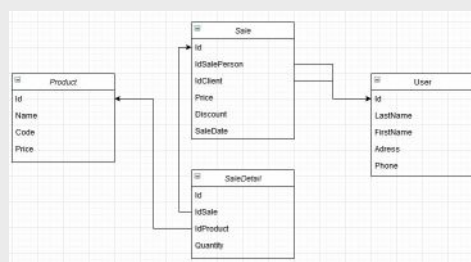 Product
Id
Name
Code
Price
Sale
Id
IdSalePerson
IdClient
Price
Discount
SaleDate
SaleDetail
Id
IdSale
IdProduct
Quantity
User
Id
LastName
FirstName
Adress
Phone